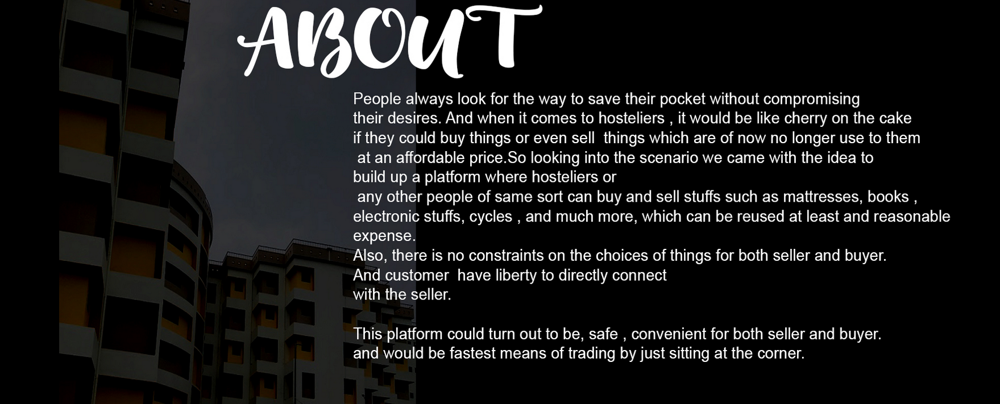 ABOUT
People always look for the way to save their pocket without compromising
their desires. And when it comes to hosteliers , it would be like cherry on the cake
if they could buy things or even sell  things which are of now no longer use to them
at an affordable price.So looking into the scenario we came with the idea to
build up a platform where hosteliers or
any other people of same sort can buy and sell stuffs such as mattresses, books ,
electronic stuffs, cycles , and much more, which can be reused at least and reasonable
expense.
Also, there is no constraints on the choices of things for both seller and buyer.
And customer  have liberty to directly connect
with the seller.
This platform could turn out to be, safe , convenient for both seller and buyer.
and would be fastest means of trading by just sitting at the corner.